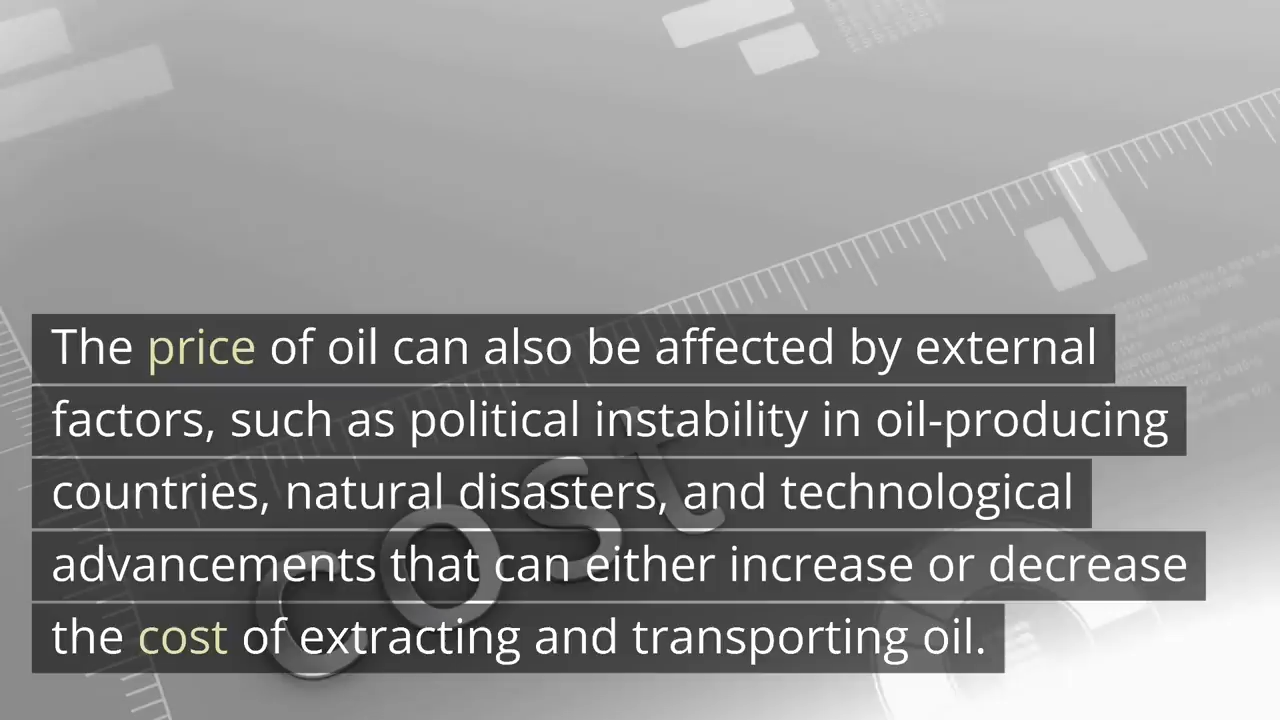 The price of oil can also be affected by external
factors, such as political instability in oil-producing
countries, natural disasters, and technological
advancements that can either increase or decrease
the cost of extracting and transporting oil.
cost